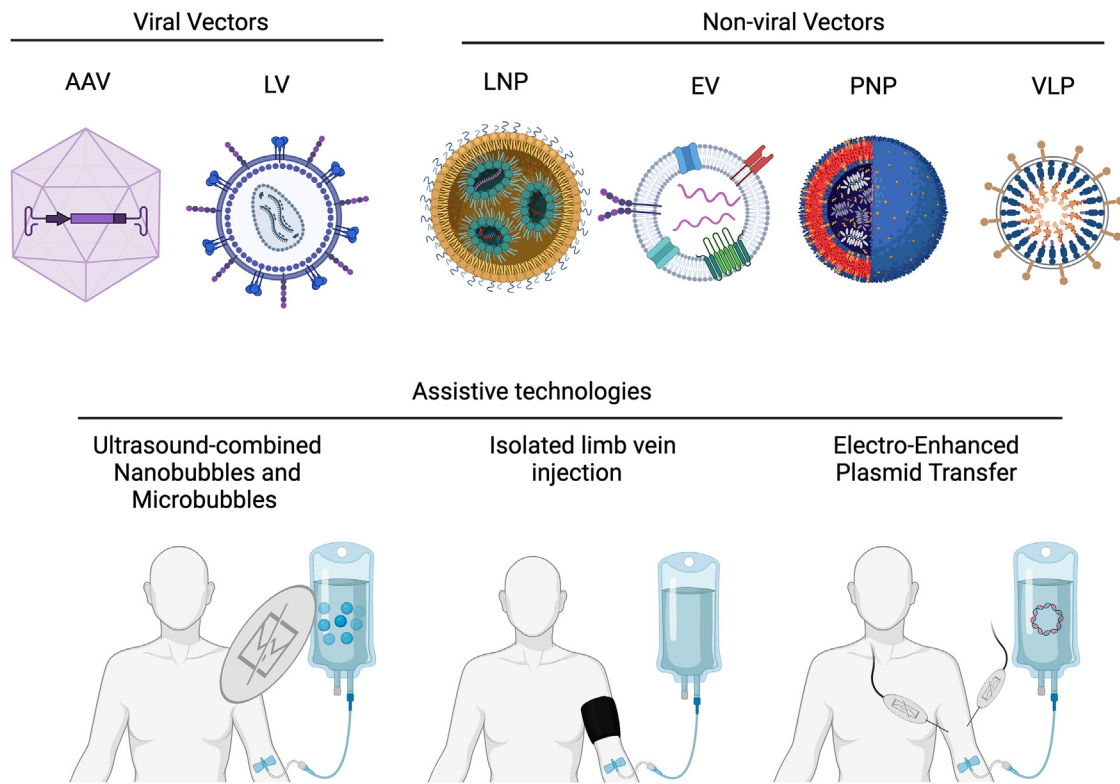 Viral Vectors
Non-viral Vectors
AAV
LV
LNP
EV
PNP
VLP
Assistive technologies
Ultrasound-combined
Nanobubbles and
Microbubbles
Isolated limb vein
injection
Electro-Enhanced
Plasmid Transfer